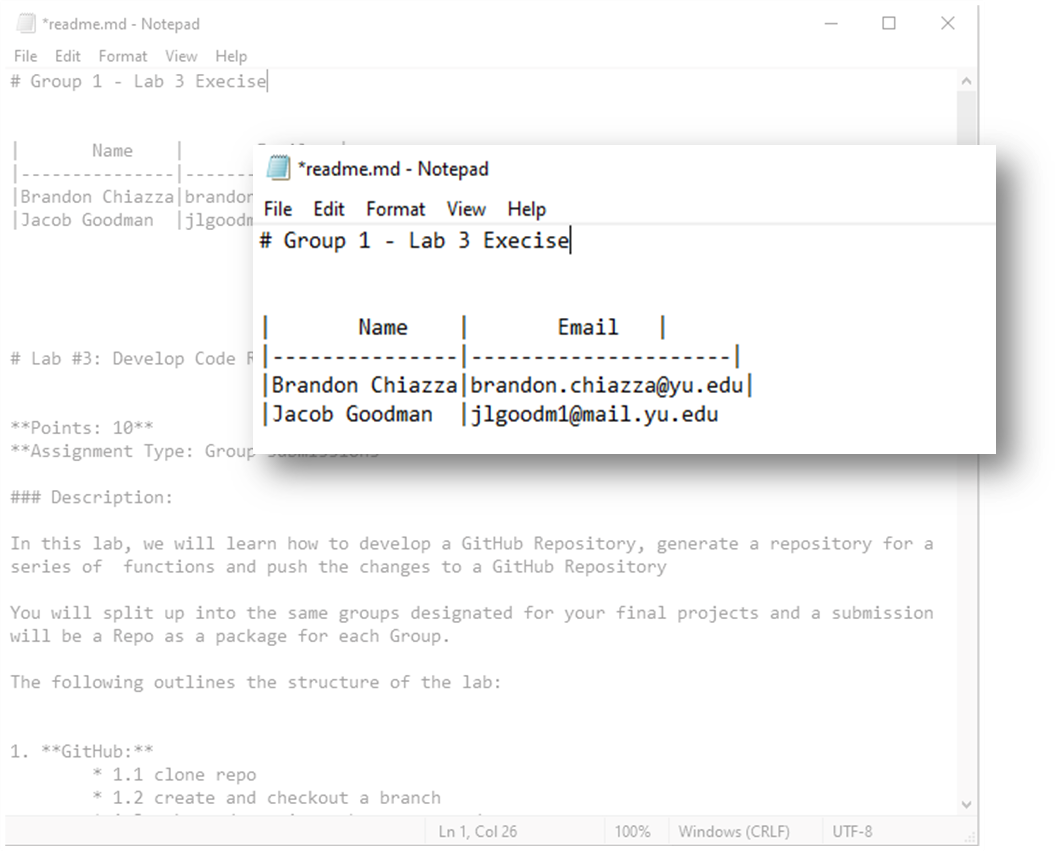 *readme.md - Notepad
File Edit Format View Help
# Group 1 - Lab 3 Execise
| Name |
|---------------|-------
|Brandon Chiazza|brandon
|Jacob Goodman |jlgoodm
*readme.md - Notepad
File Edit Format View Help
# Group 1 - Lab 3 Execise
| Name | Email |
|---------------|---------------------|
|Brandon Chiazza|brandon.chiazza@yu.edu|
|Jacob Goodman |jlgoodm1@mail.yu.edu
# Lab #3: Develop Code R
**Points: 10**
**Assignment Type: Group Submissions
### Description:
In this lab, we will learn how to develop a GitHub Repository, generate a repository for a
series of functions and push the changes to a GitHub Repository
You will split up into the same groups designated for your final projects and a submission
will be a Repo as a package for each Group.
The following outlines the structure of the lab:
1. **GitHub:**
* 1.1 clone repo
* 1.2 create and checkout a branch
Ln 1, Col 26 100% Windows (CRLF) UTF-8